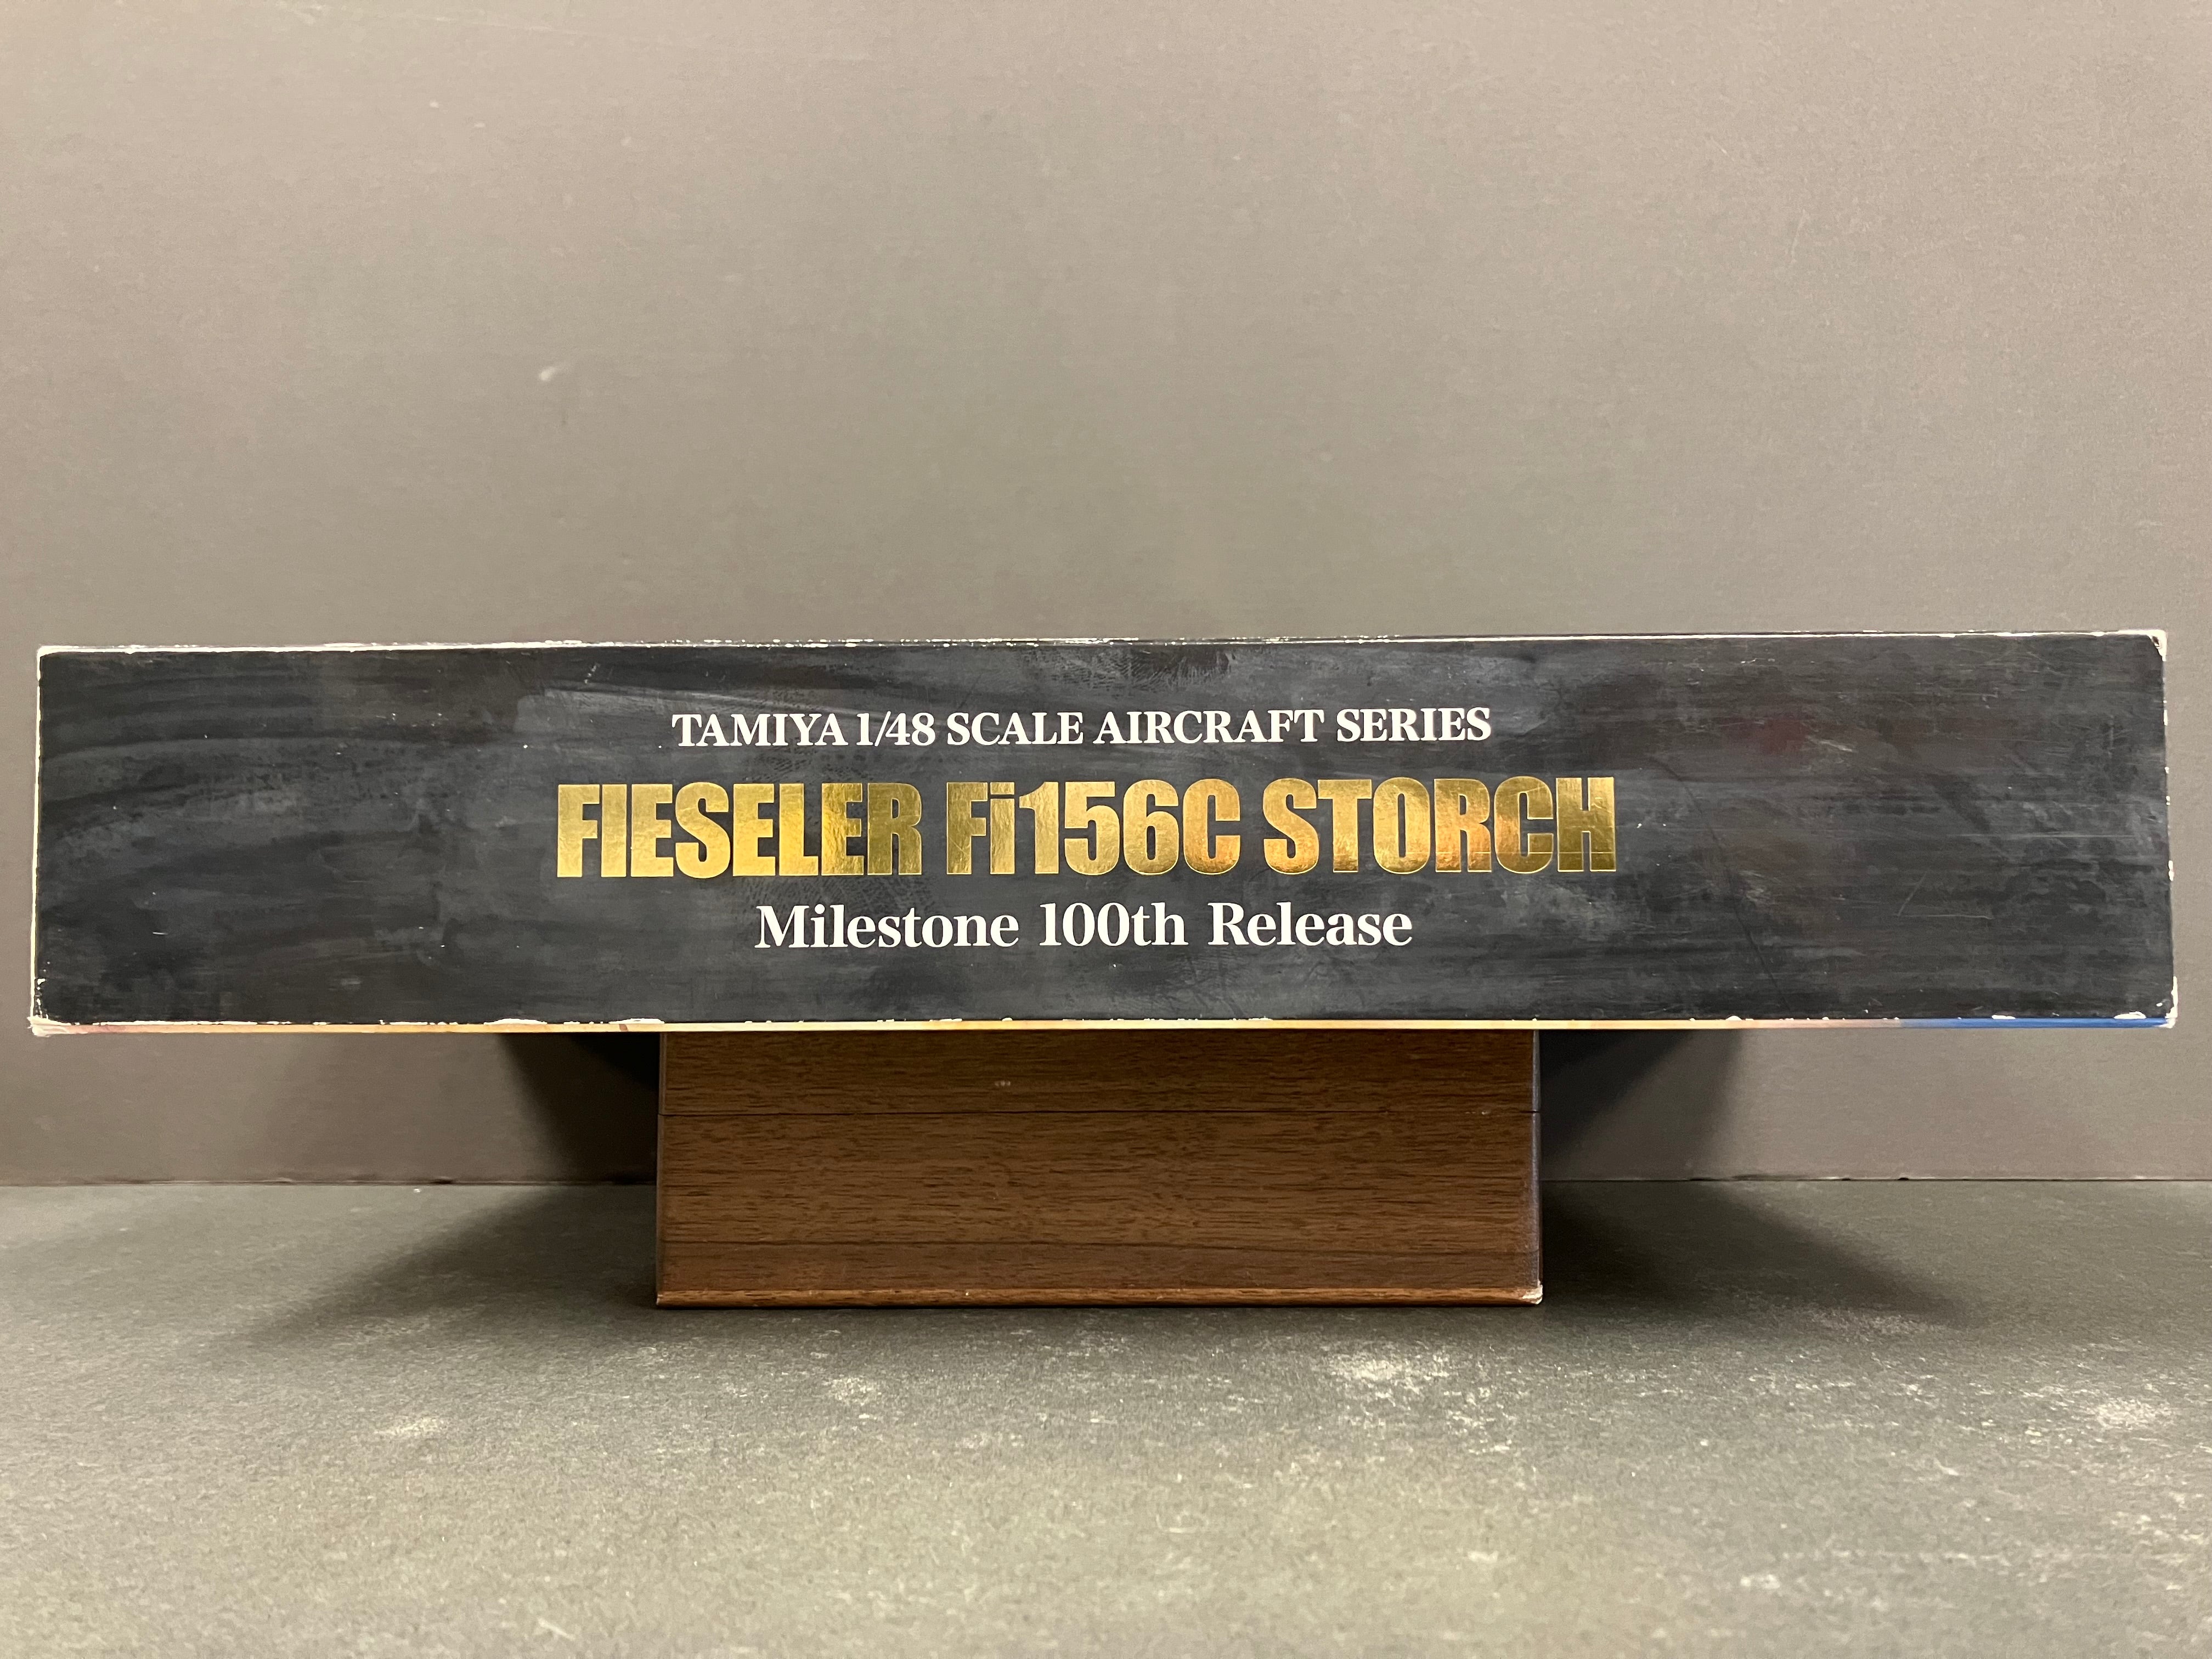 TAMIYA 1/48 SCALE AIRCRAFT SERIES
FIESELER Fi156C STORCH
Milestone 100th Release